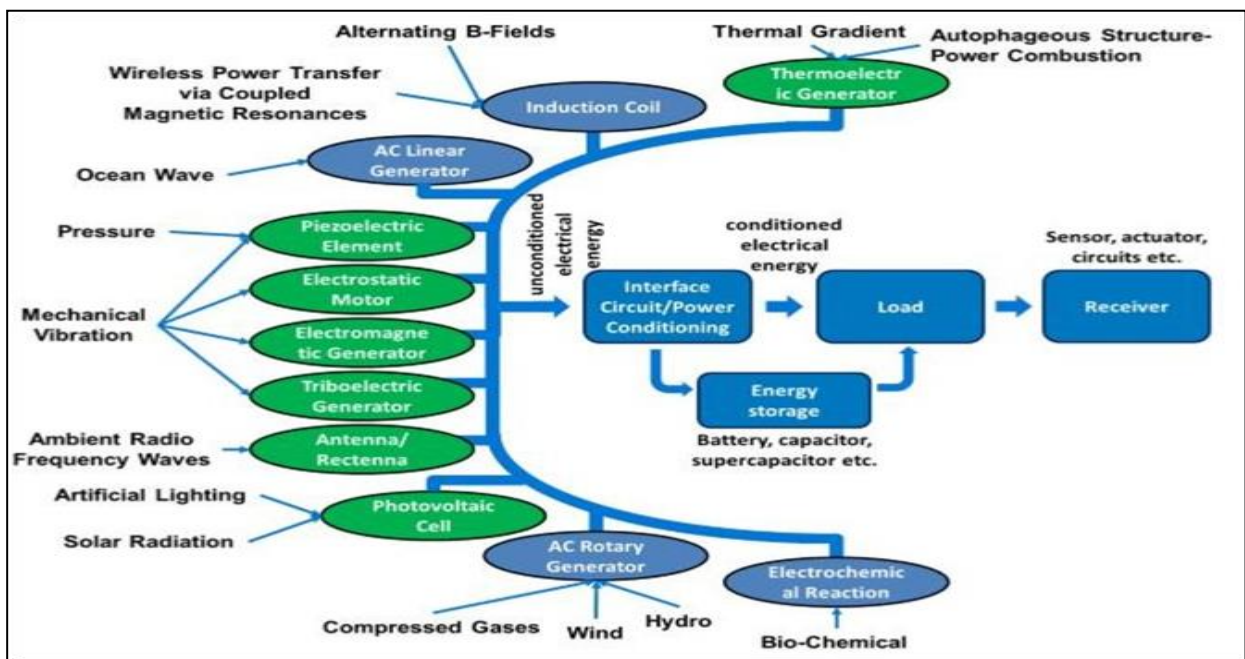 Alternating B-Fields
Thermal Gradient
Autophageous Structure-
Power Combustion
Wireless Power Transfer
via Coupled
Magnetic Resonances
Induction Coil
Thermoelectr
ic Generator
AC Linear
Generator
Ocean Wave
Pressure
Piezoelectric
Element
unconditioned
electrical
energy
conditioned
electrical
energy
Sensor, actuator,
circuits etc.
Electrostatic
Motor
Interface
Circuit/Power
Conditioning
Load
Receiver
Mechanical
Vibration
Electromagne
tic Generator
Triboelectric
Generator
Energy
storage
Battery, capacitor,
supercapacitor etc.
Ambient Radio
Frequency Waves
Antenna/
Rectenna
Artificial Lighting
Solar Radiation
Photovoltaic
Cell
AC Rotary
Generator
Electrochemic
al Reaction
Compressed Gases
Wind
Hydro
Bio-Chemical